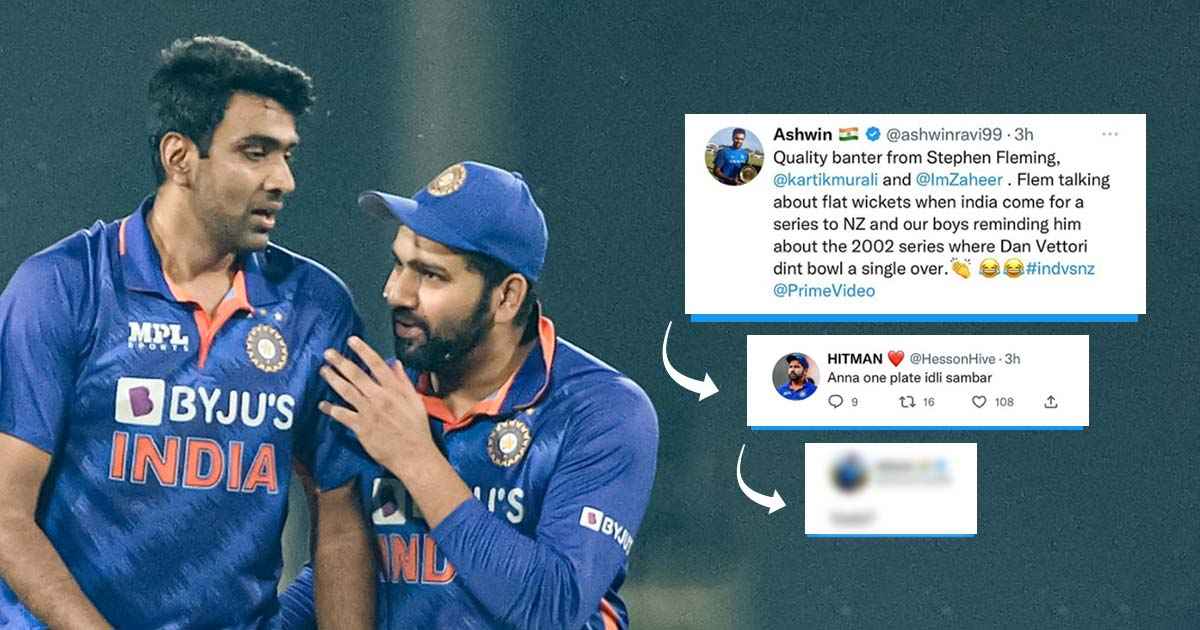 MPL
SPORTS
BYJU'S
INDIA
U'S
IND
BYJU
Ashwin 🇮🇳 @ashwinravi99 · 3h
Quality banter from Stephen Fleming,
@kartikmurali and @ImZaheer . Flem talking
about flat wickets when india come for a
series to NZ and our boys reminding him
about the 2002 series where Dan Vettori
dint bowl a single over.👏 😂😂#indvsnz
@PrimeVideo
HITMAN ❤️ @HessonHive · 3h
Anna one plate idli sambar
9 16 108